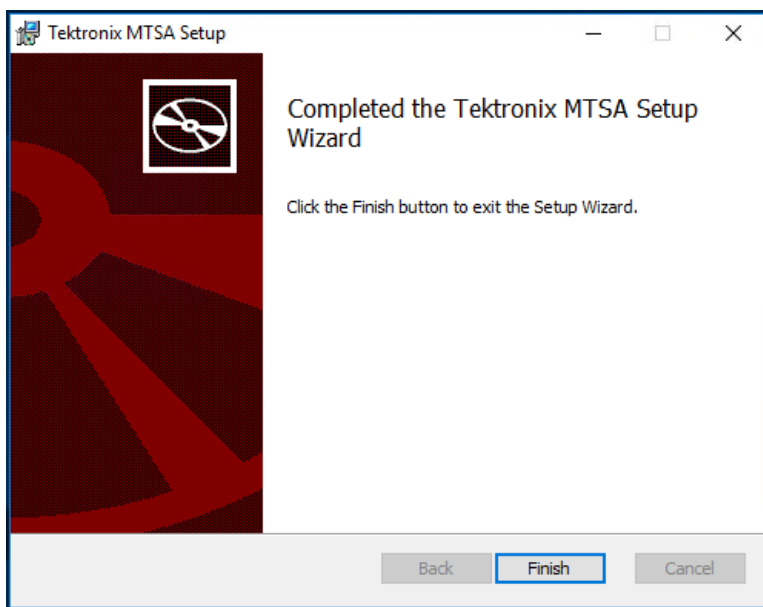 Tektronix MTSA Setup
Completed the Tektronix MTSA Setup
Wizard
Click the Finish button to exit the Setup Wizard.
Back Finish Cancel